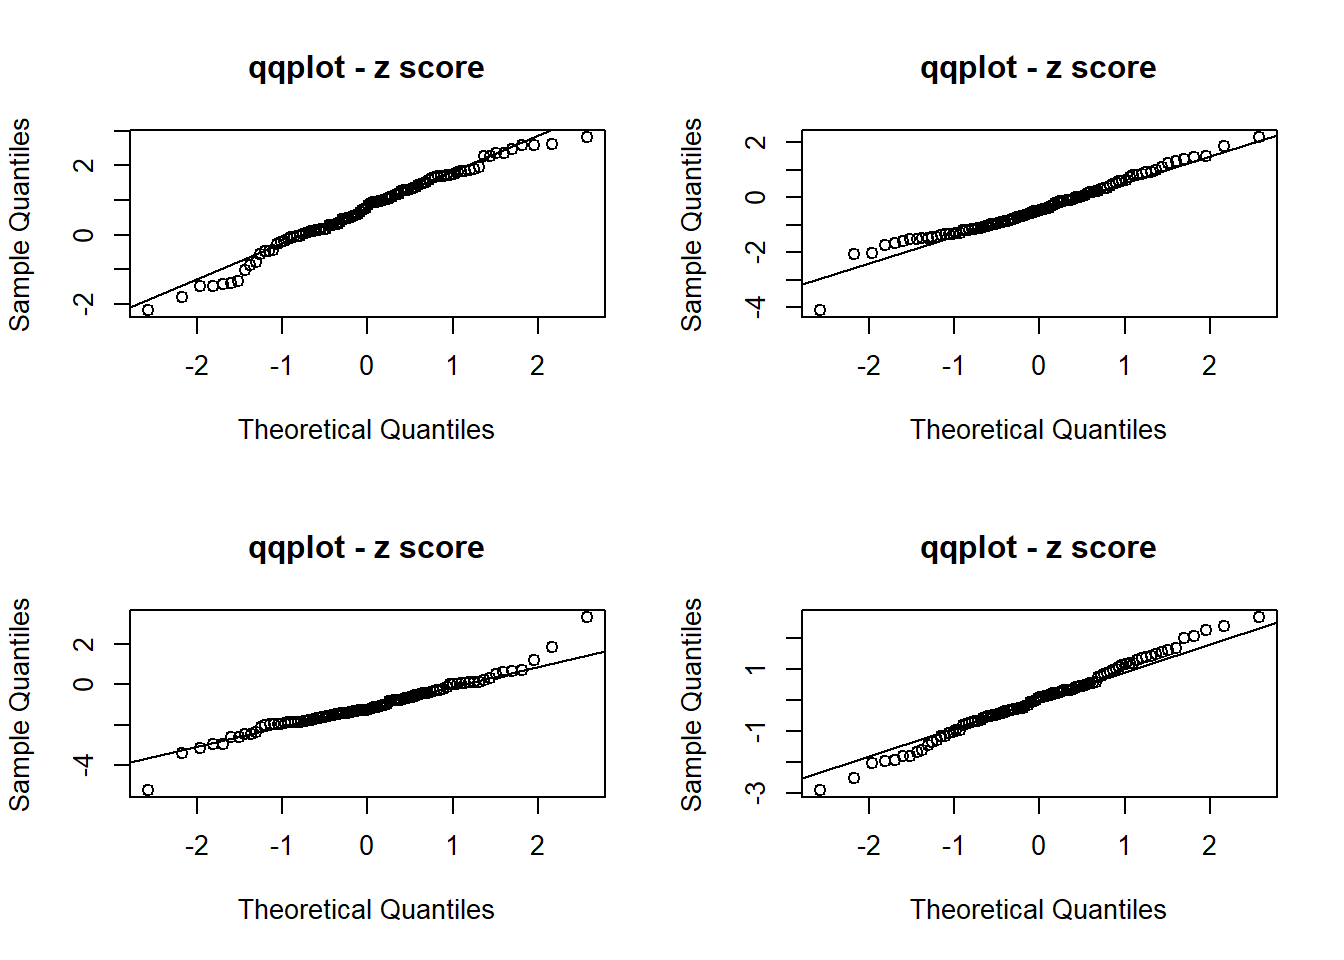 qqplot - z score
Sample Quantiles
2
0
-2
-2 -1 0 1 2
Theoretical Quantiles
qqplot - z score
Sample Quantiles
2
0
-2
-4
-2 -1 0 1 2
Theoretical Quantiles
qqplot - z score
Sample Quantiles
2
0
-4
-2 -1 0 1 2
Theoretical Quantiles
qqplot - z score
Sample Quantiles
1
-1
-3
-2 -1 0 1 2
Theoretical Quantiles